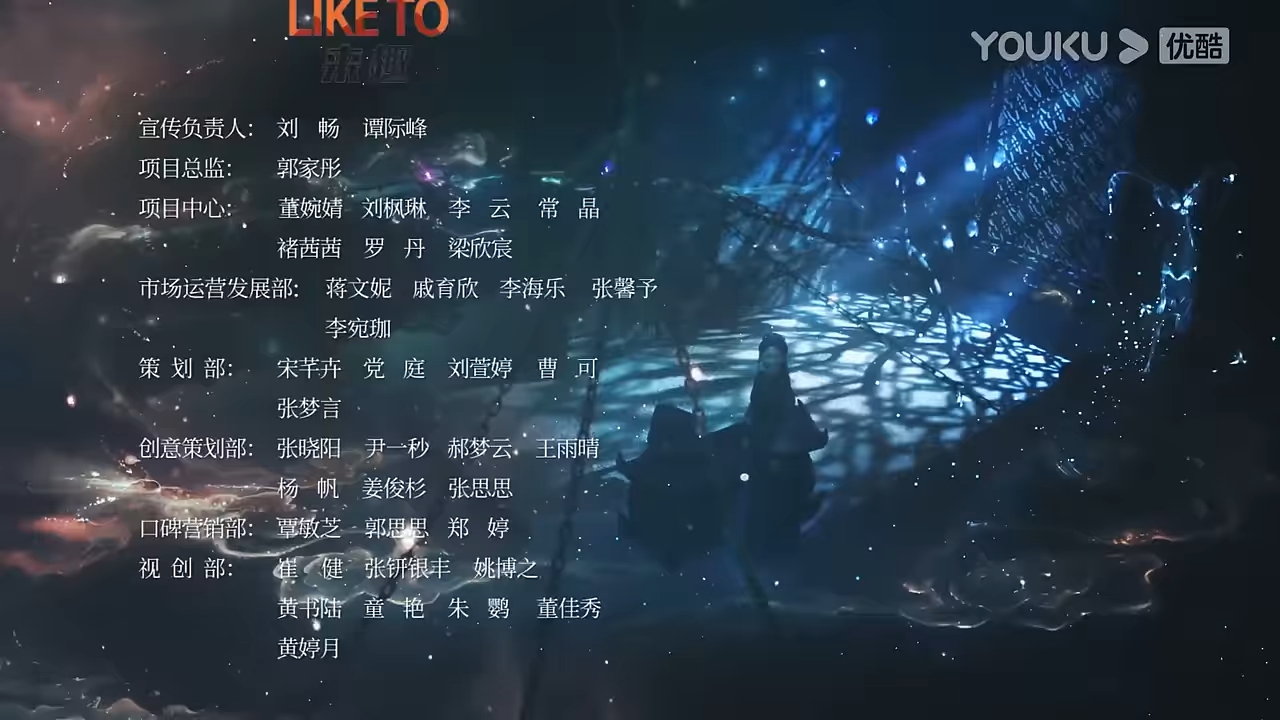 LIKE TO
来趣
YOUKU 优酷
宣传负责人： 刘 畅 谭际峰
项目总监： 郭家彤
项目中心： 董婉婧 刘枫琳 李 云 常 晶
褚茜茜 罗 丹 梁欣宸
市场运营发展部： 蒋文妮 戚育欣 李海乐 张馨予
李宛珈
策 划 部： 宋芊卉 党 庭 刘萱婷 曹 可
张梦言
创意策划部： 张晓阳 尹一秒 郝梦云 王雨晴
杨 帆 姜俊杉 张思思
口碑营销部： 覃敏芝 郭思思 郑 婷
视 创 部： 崔 健 张钘银丰 姚博之
黄书陆 童 艳 朱 鹦 董佳秀
黄婷月